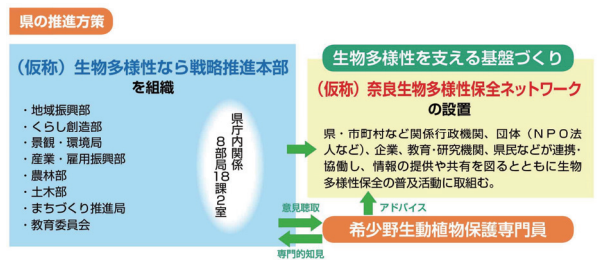 県の推進方策
(仮称)生物多様性なら戦略推進本部
を組織
・地域振興部
・くらし創造部
・景観・環境局
・産業・雇用振興部
・農林部
・土木部
・まちづくり推進局
・教育委員会
県庁内関係
8部局18課2室
生物多様性を支える基盤づくり
(仮称)奈良生物多様性保全ネットワーク
の設置
県・市町村など関係行政機関、団体(NPO法
人など)、企業、教育・研究機関、県民などが連携・
協働し、情報の提供や共有を図るとともに生物
多様性保全の普及活動に取組む。
意見聴取
アドバイス
希少野生動植物保護専門員
専門的知見